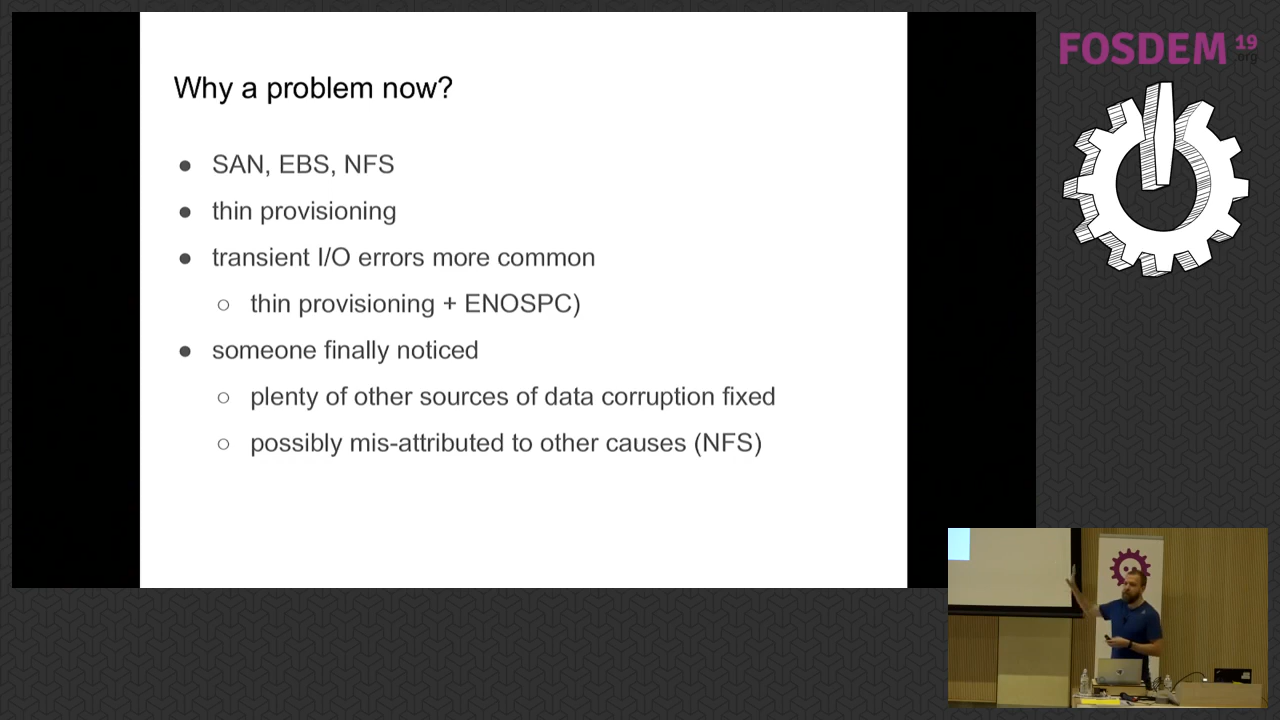 Why a problem now?
● SAN, EBS, NFS
● thin provisioning
● transient I/O errors more common
○ thin provisioning + ENOSPC)
● someone finally noticed
○ plenty of other sources of data corruption fixed
○ possibly mis-attributed to other causes (NFS)
FOSDEM 19
.org